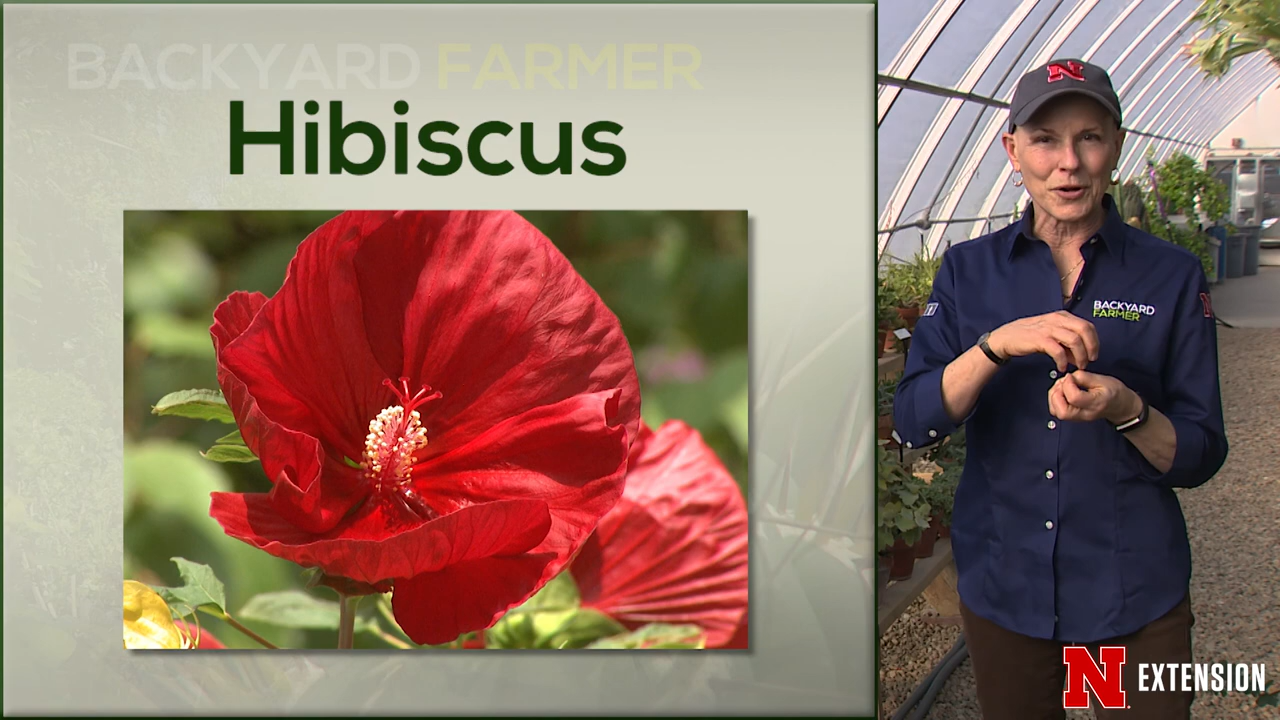 BACKYARD FARMER
Hibiscus
N
BACKYARD
FARMER
N
N EXTENSION